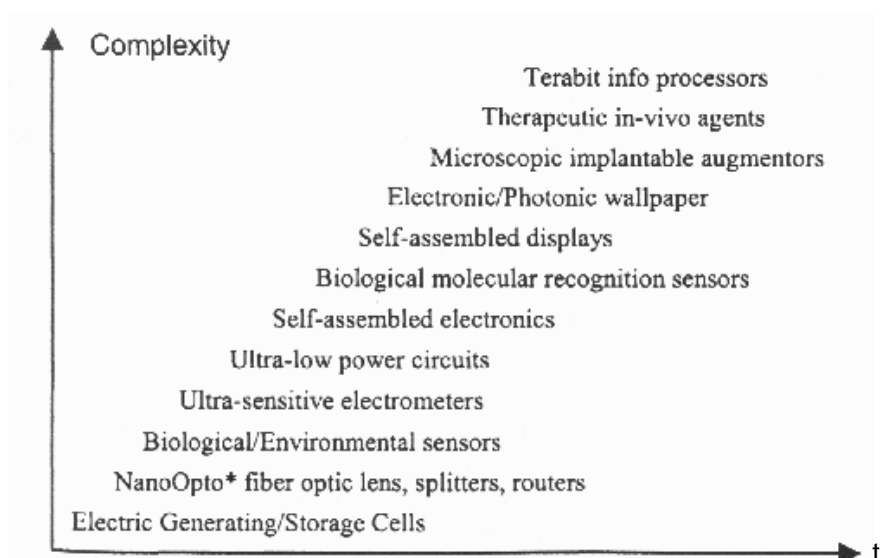 Complexity
Terabit info processors
Therapeutic in-vivo agents
Microscopic implantable augmentors
Electronic/Photonic wallpaper
Self-assembled displays
Biological molecular recognition sensors
Self-assembled electronics
Ultra-low power circuits
Ultra-sensitive electrometers
Biological/Environmental sensors
NanoOpto* fiber optic lens, splitters, routers
Electric Generating/Storage Cells
t